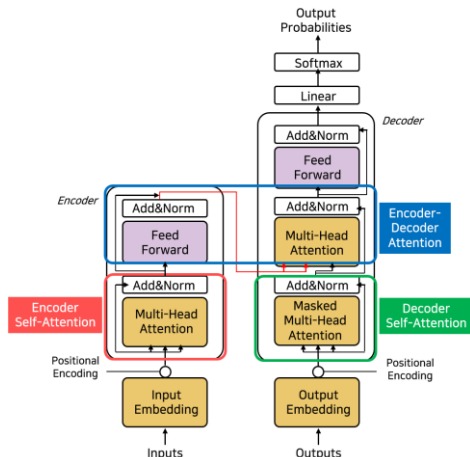 Output
Probabilities
Softmax
Linear
Decoder
Add&Norm
Feed
Forward
Encoder
Add&Norm
Add&Norm
Feed
Forward
Multi-Head
Attention
Encoder-
Decoder
Attention
Add&Norm
Add&Norm
Encoder
Self-Attention
Multi-Head
Attention
Masked
Multi-Head
Attention
Decoder
Self-Attention
Positional
Encoding
Positional
Encoding
Input
Embedding
Output
Embedding
Inputs
Outputs